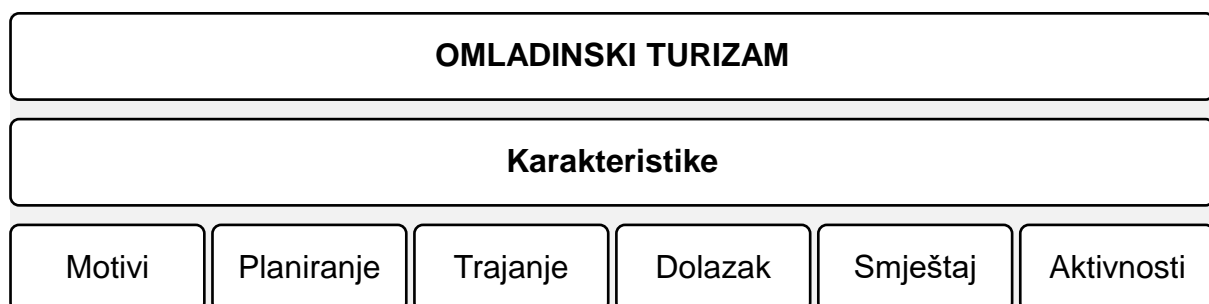 OMLADINSKI TURIZAM
Karakteristike
Motivi Planiranje Trajanje Dolazak Smještaj Aktivnosti